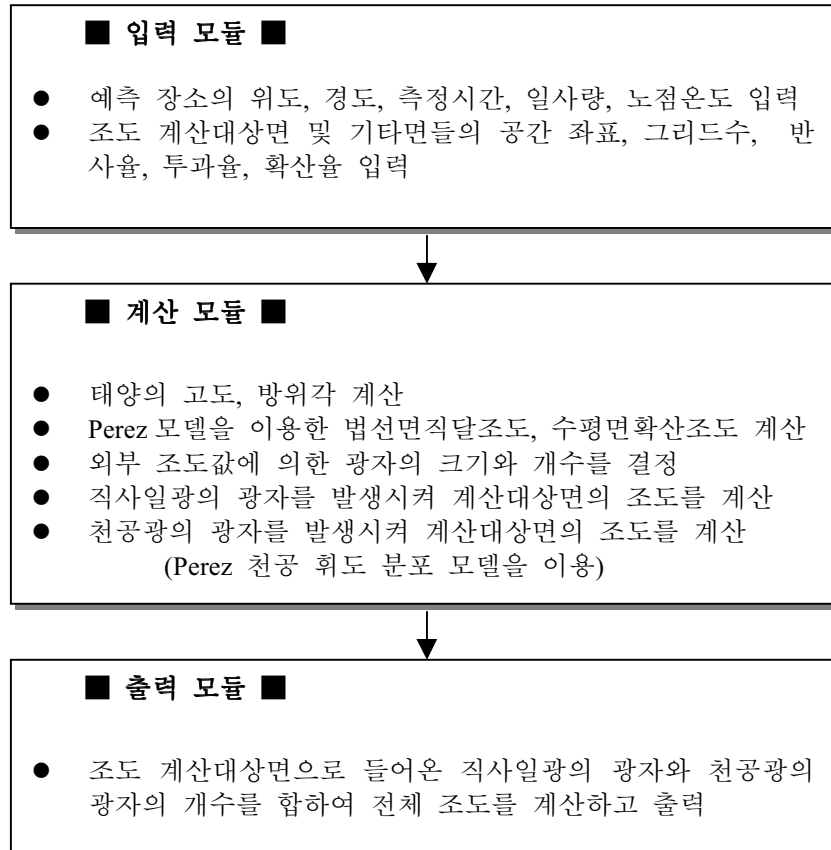 ■ 입력 모듈 ■
● 예측 장소의 위도, 경도, 측정시간, 일사량, 노점온도 입력
● 조도 계산대상면 및 기타면들의 공간 좌표, 그리드수, 반
사율, 투과율, 확산율 입력
■ 계산 모듈 ■
● 태양의 고도, 방위각 계산
● Perez 모델을 이용한 법선면직달조도, 수평면확산조도 계산
● 외부 조도값에 의한 광자의 크기와 개수를 결정
● 직사일광의 광자를 발생시켜 계산대상면의 조도를 계산
● 천공광의 광자를 발생시켜 계산대상면의 조도를 계산
(Perez 천공 휘도 분포 모델을 이용)
■ 출력 모듈 ■
● 조도 계산대상면으로 들어온 직사일광의 광자와 천공광의
광자의 개수를 합하여 전체 조도를 계산하고 출력